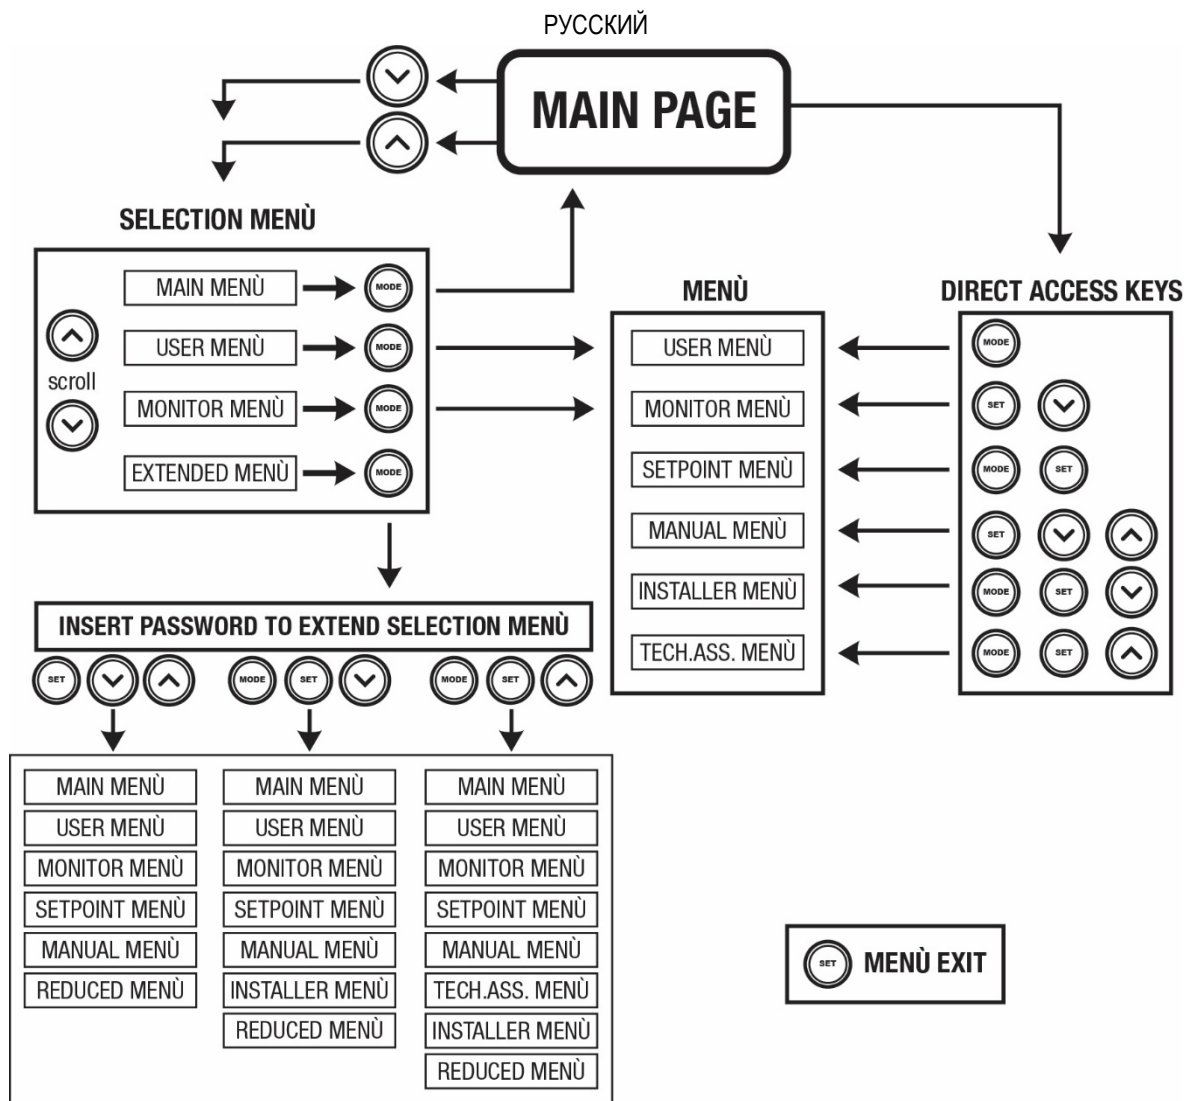 РУССКИЙ
MAIN PAGE
SELECTION MENÙ
MAIN MENÙ
MODE
USER MENÙ
MODE
scroll
MONITOR MENÙ
MODE
EXTENDED MENÙ
MODE
MENÙ
USER MENÙ
MONITOR MENÙ
SETPOINT MENÙ
MANUAL MENÙ
INSTALLER MENÙ
TECH.ASS. MENÙ
DIRECT ACCESS KEYS
MODE
SET
MODE SET
SET
MODE SET
MODE SET
INSERT PASSWORD TO EXTEND SELECTION MENÙ
SET
MODE SET
MODE SET
MAIN MENÙ
USER MENÙ
MONITOR MENÙ
SETPOINT MENÙ
MANUAL MENÙ
REDUCED MENÙ
MAIN MENÙ
USER MENÙ
MONITOR MENÙ
SETPOINT MENÙ
MANUAL MENÙ
INSTALLER MENÙ
REDUCED MENÙ
MAIN MENÙ
USER MENÙ
MONITOR MENÙ
SETPOINT MENÙ
MANUAL MENÙ
TECH.ASS. MENÙ
INSTALLER MENÙ
REDUCED MENÙ
SET MENÙ EXIT